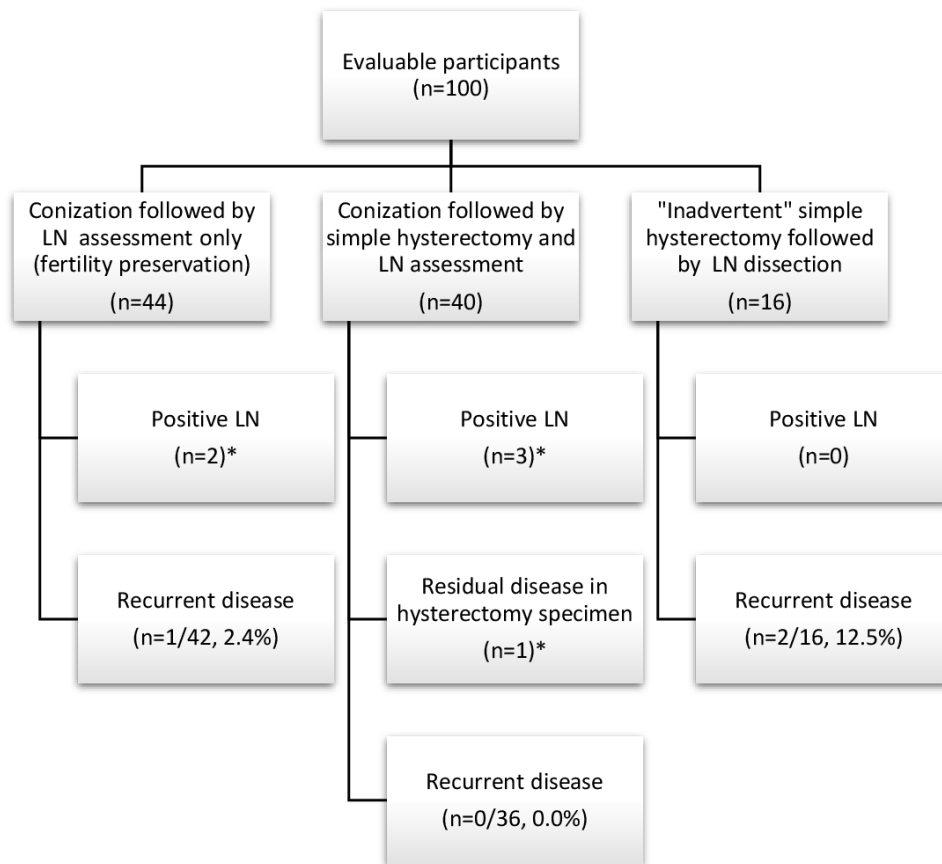 Evaluable participants
(n=100)
Conization followed by
LN assessment only
(fertility preservation)
(n=44)
Positive LN
(n=2)*
Recurrent disease
(n=1/42, 2.4%)
Conization followed by
simple hysterectomy and
LN assessment
(n=40)
Positive LN
(n=3)*
Residual disease in
hysterectomy specimen
(n=1)*
Recurrent disease
(n=0/36, 0.0%)
"Inadvertent" simple
hysterectomy followed
by LN dissection
(n=16)
Positive LN
(n=0)
Recurrent disease
(n=2/16, 12.5%)